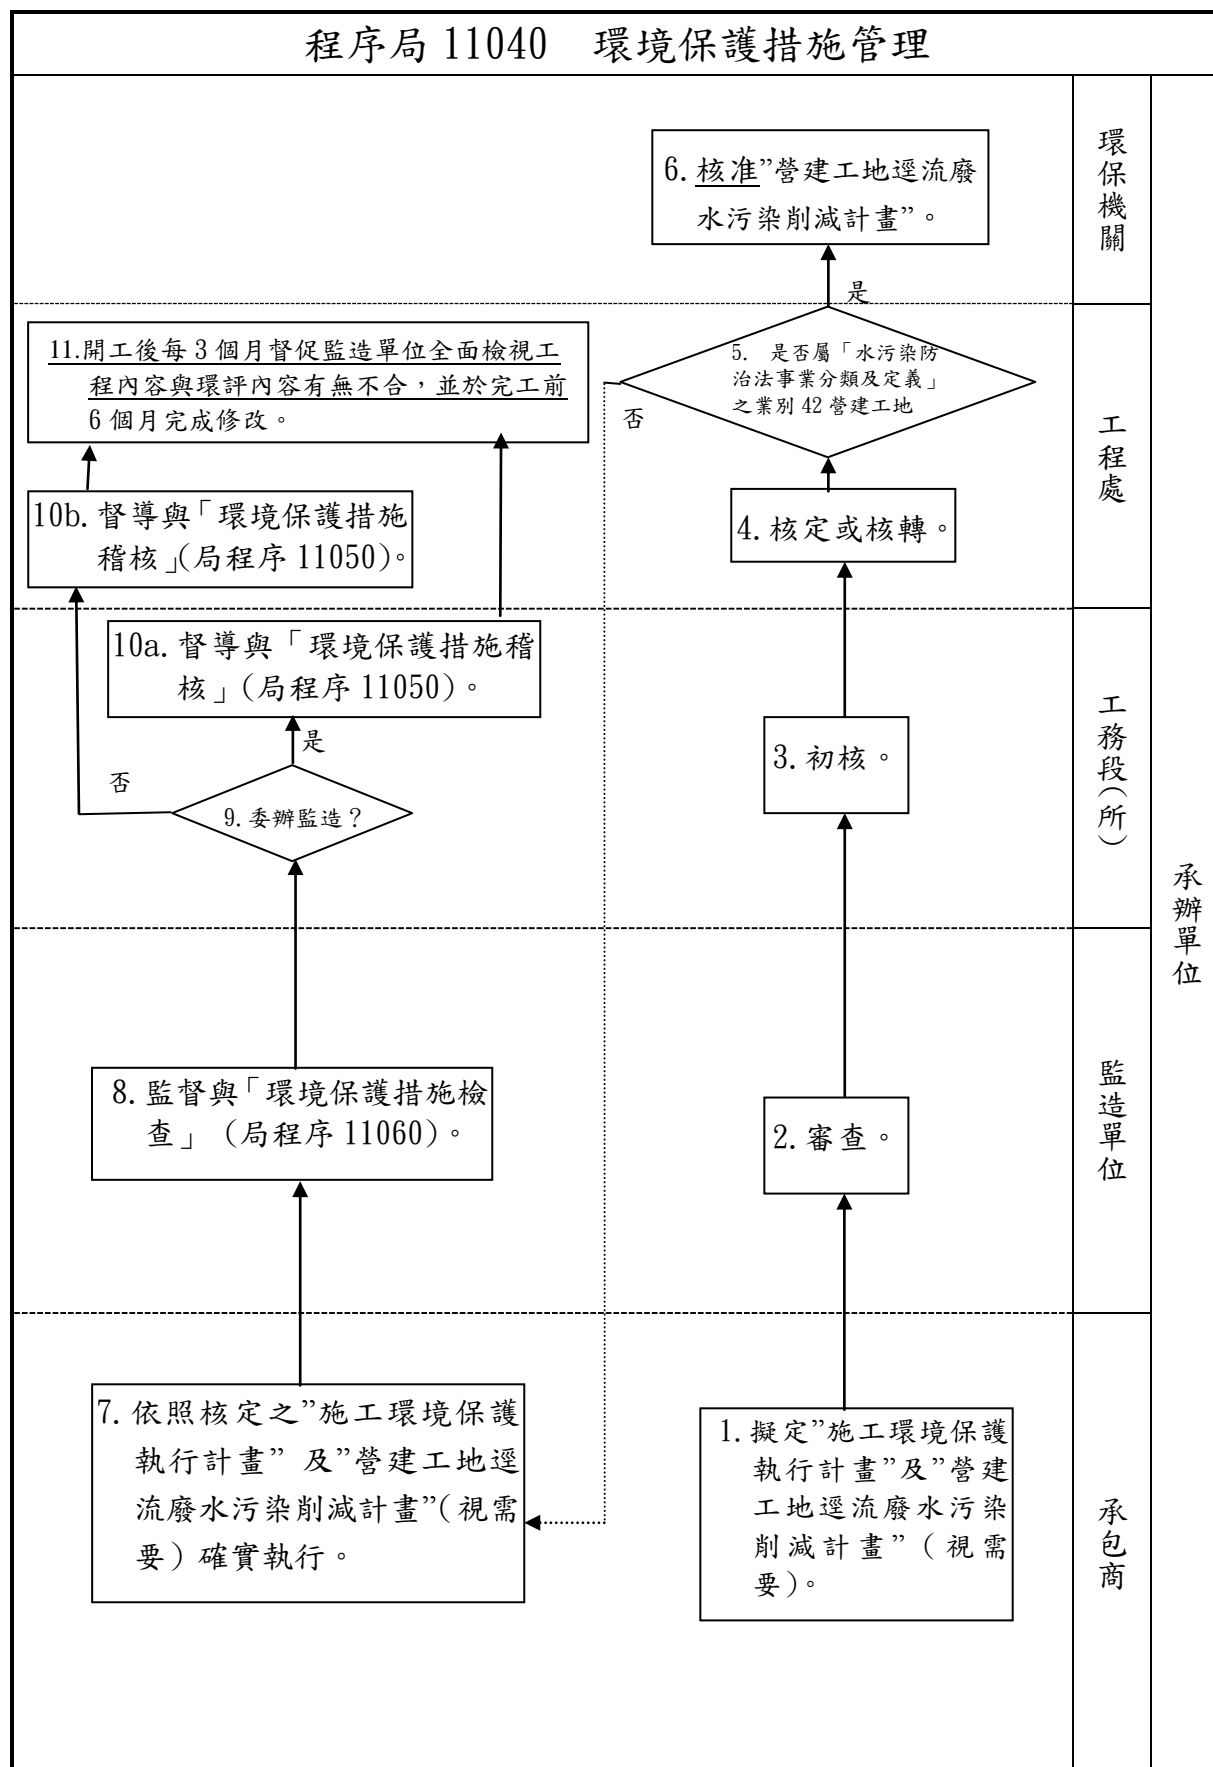 程序局 11040　環境保護措施管理
環保機關
6. 核准”營建工地逕流廢
水污染削減計畫”。
是
工程處
11.開工後每 3 個月督促監造單位全面檢視工
程內容與環評內容有無不合，並於完工前
6 個月完成修改。
5. 是否屬「水污染防
治法事業分類及定義」
之業別 42 營建工地
否
10b. 督導與「環境保護措施
稽核」(局程序 11050)。
4. 核定或核轉。
工務段(所)
10a. 督導與「環境保護措施稽
核」(局程序 11050)。
是
否
9. 委辦監造？
3. 初核。
承辦單位
監造單位
8. 監督與「環境保護措施檢
查」 (局程序 11060)。
2. 審查。
承包商
7. 依照核定之”施工環境保護
執行計畫” 及”營建工地逕
流廢水污染削減計畫”(視需
要) 確實執行。
1. 擬定”施工環境保護
執行計畫”及”營建
工地逕流廢水污染
削減計畫” (視需
要)。